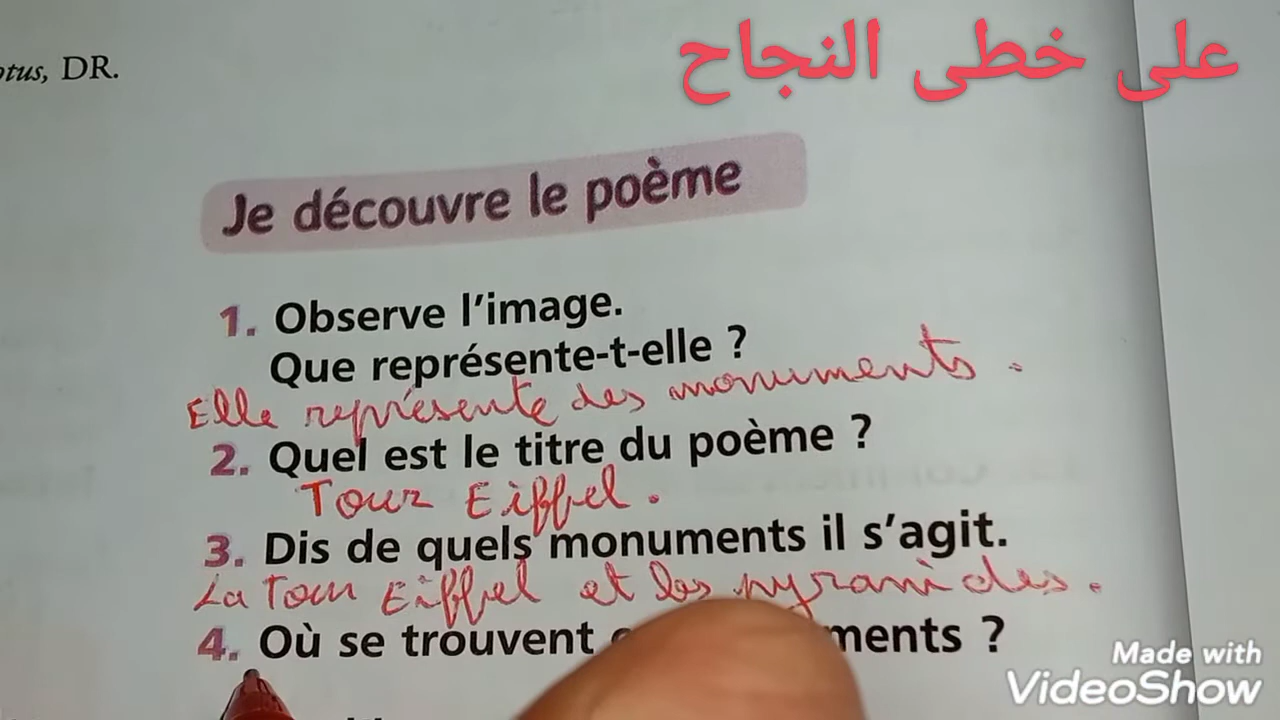 على خطى النجاح
otus, DR.
Je découvre le poème
1. Observe l'image.
Que représente-t-elle ?
Elle représente des monuments.
2. Quel est le titre du poème ?
Tour Eiffel.
3. Dis de quels monuments il s'agit.
La Tour Eiffel et les pyramides.
4. Où se trouvent ments ?
Made with
VideoShow